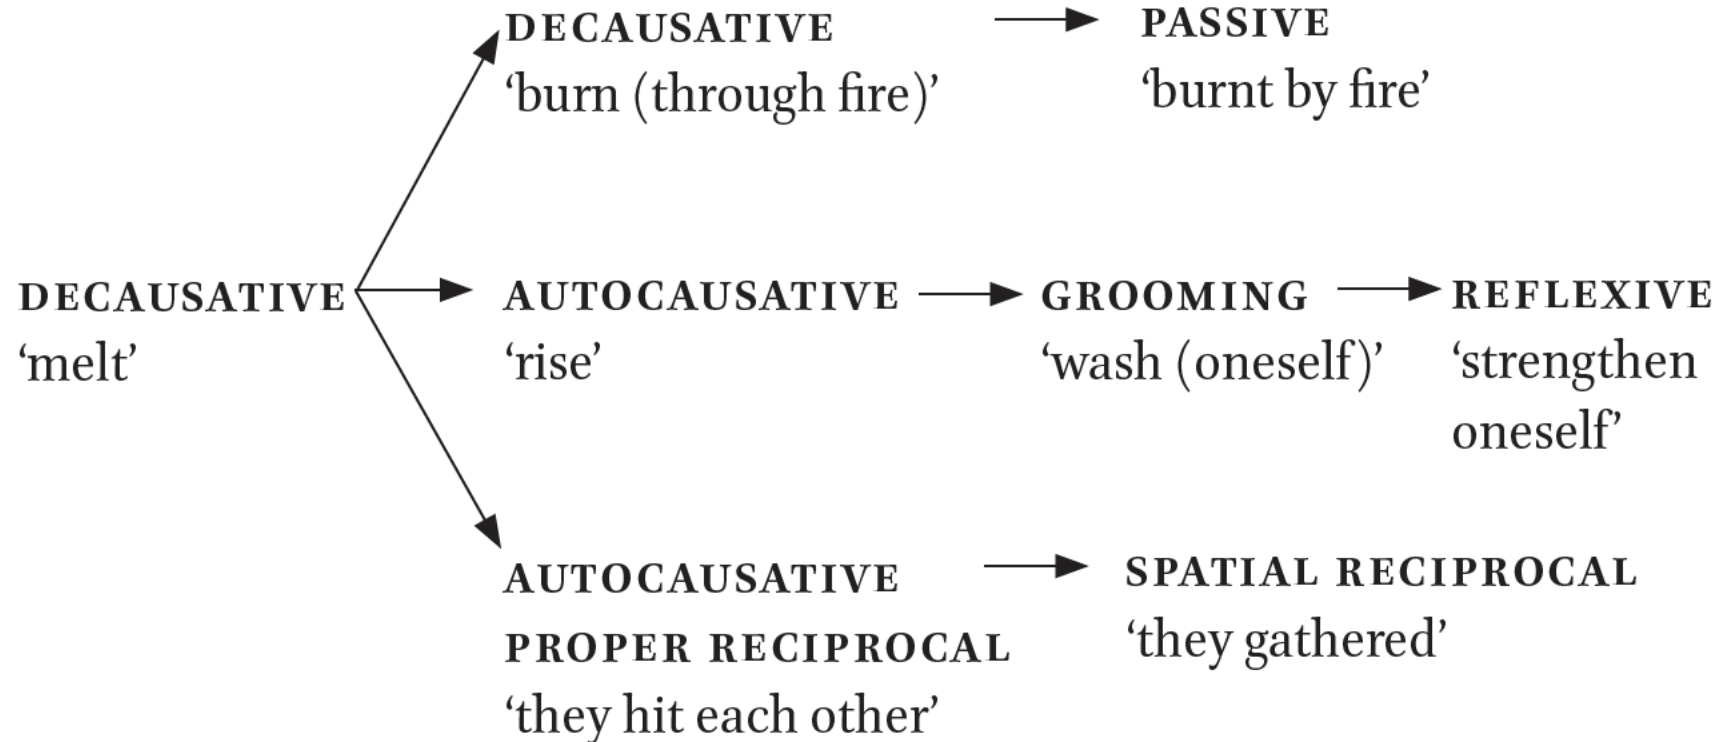 DECAUSATIVE → PASSIVE
‘burn (through fire)’ ‘burnt by fire’
DECAUSATIVE → AUTOCAUSATIVE → GROOMING → REFLEXIVE
‘melt’ ‘rise’ ‘wash (oneself)’ ‘strengthen
oneself’
AUTOCAUSATIVE → SPATIAL RECIPROCAL
PROPER RECIPROCAL ‘they gathered’
‘they hit each other’